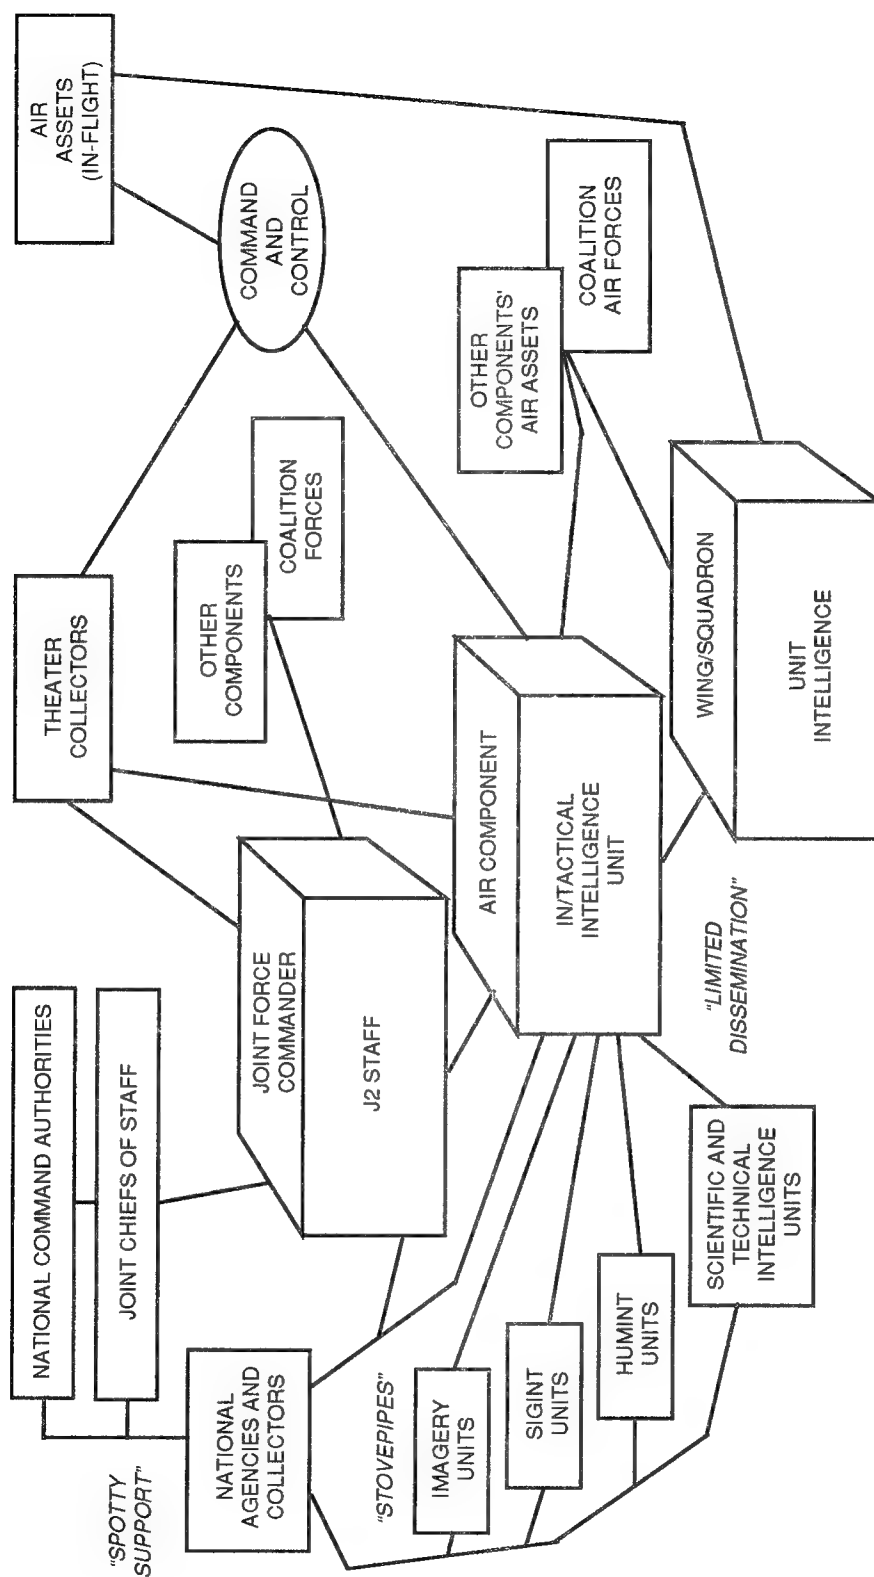 NATIONAL COMMAND AUTHORITIES
JOINT CHIEFS OF STAFF
"SPOTTY
SUPPORT"
NATIONAL
AGENCIES AND
COLLECTORS
THEATER
COLLECTORS
AIR
ASSETS
(IN-FLIGHT)
JOINT FORCE
COMMANDER
J2 STAFF
OTHER
COMPONENTS
COALITION
FORCES
COMMAND
AND
CONTROL
"STOVEPIPES"
IMAGERY
UNITS
SIGINT
UNITS
HUMINT
UNITS
SCIENTIFIC AND
TECHNICAL
INTELLIGENCE
UNITS
AIR COMPONENT
IN/TACTICAL
INTELLIGENCE
UNIT
OTHER
COMPONENTS'
AIR ASSETS
COALITION
AIR FORCES
"LIMITED
DISSEMINATION"
WING/SQUADRON
UNIT
INTELLIGENCE